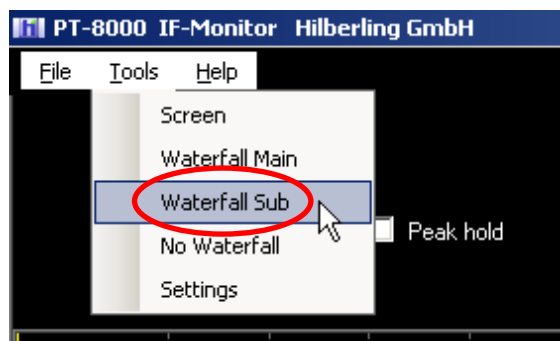 PT-8000 IF-Monitor Hilberling GmbH
File Tools Help
Screen
Waterfall Main
Waterfall Sub
Peak hold
No Waterfall
Settings